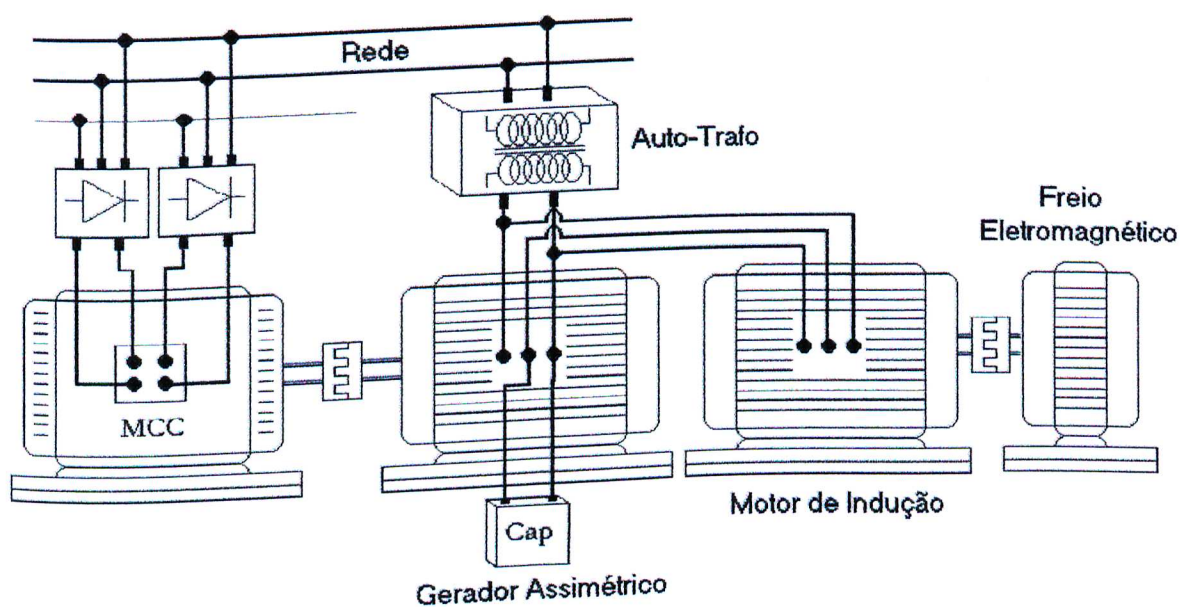 Rede
Auto-Trafo
Freio
Eletromagnético
MCC
Motor de Indução
Cap
Gerador Assimétrico